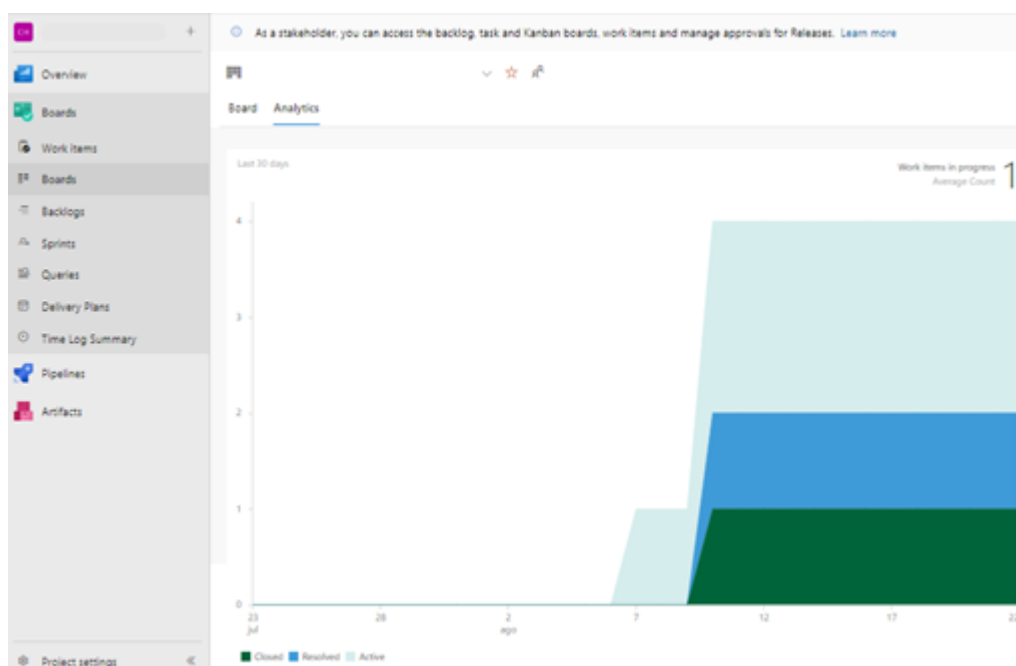 CH
+
As a stakeholder, you can access the backlog, task and Kanban boards, work items and manage approvals for Releases. Learn more
Overview
Boards
Work items
Boards
Backlogs
Sprints
Queries
Delivery Plans
Time Log Summary
Pipelines
Artifacts
Project settings
Board Analytics
Last 30 days
Work items in progress 1
Average Count
4
3
2
1
0
23 28 2 7 12 17 22
jul ago
Closed Resolved Active